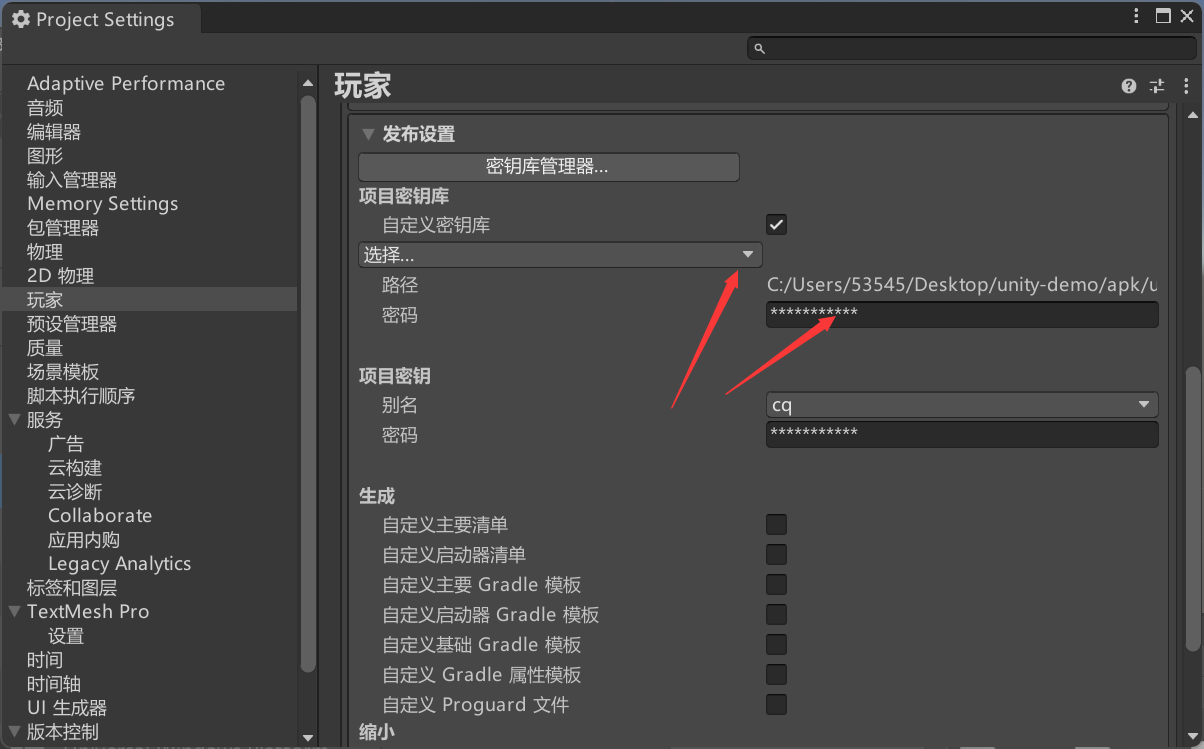 Project Settings
Adaptive Performance
音频
编辑器
图形
输入管理器
Memory Settings
包管理器
物理
2D 物理
玩家
预设管理器
质量
场景模板
脚本执行顺序
服务
广告
云构建
云诊断
Collaborate
应用内购
Legacy Analytics
标签和图层
TextMesh Pro
设置
时间
时间轴
UI 生成器
版本控制
玩家
发布设置
密钥库管理器...
项目密钥库
自定义密钥库
选择...
路径 C:/Users/53545/Desktop/unity-demo/apk/u
密码 ***********
项目密钥
别名 cq
密码 ***********
生成
自定义主要清单
自定义启动器清单
自定义主要 Gradle 模板
自定义启动器 Gradle 模板
自定义基础 Gradle 模板
自定义 Gradle 属性模板
自定义 Proguard 文件
缩小